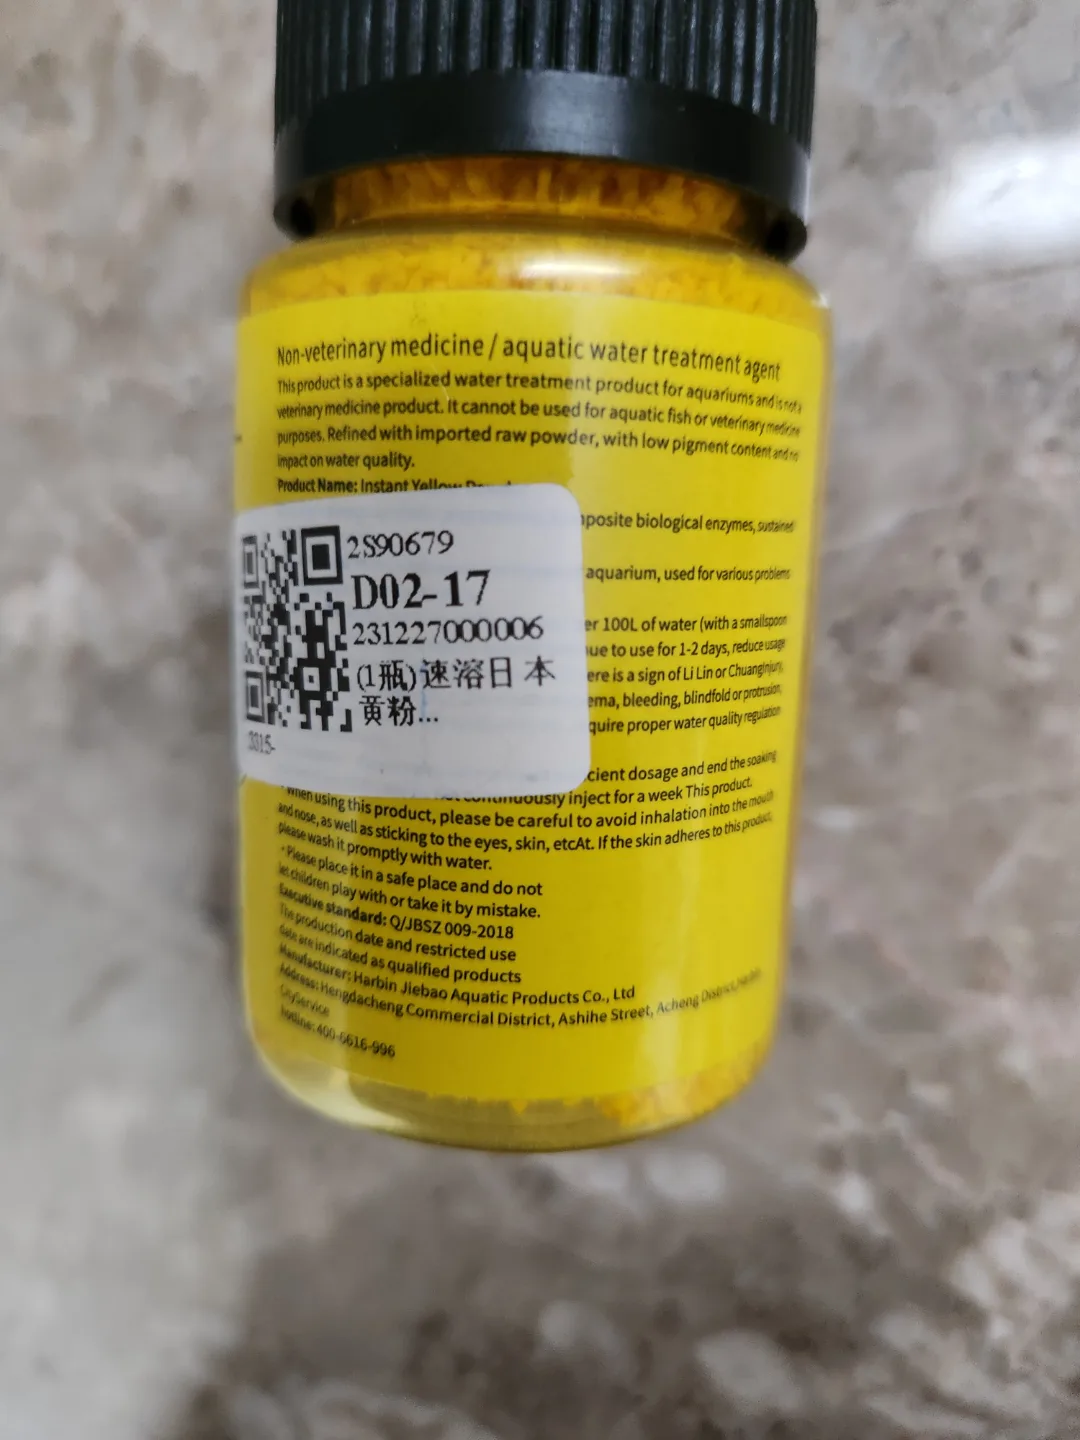 Non-veterinary medicine / aquatic water treatment agent
This product is a specialized water treatment product for aquariums and is not a
veterinary medicine product. It cannot be used for aquatic fish or veterinary medicine
purposes. Refined with imported raw powder, with low pigment content and no
impact on water quality.
Product Name: Instant Yellow
posite biological enzymes, sustained
aquarium, used for various problems
er 100L of water (with a smallspoon
ue to use for 1-2 days, reduce usage
ere is a sign of Li Lin or Chuanginjury,
ema, bleeding, blindfold or protrusion,
quire proper water quality regulation
cient dosage and end the soaking
continuously inject for a week This product.
· When using this product, please be careful to avoid inhalation into the mouth
and nose, as well as sticking to the eyes, skin, etcAt. If the skin adheres to this product,
please wash it promptly with water.
· Please place it in a safe place and do not
let children play with or take it by mistake.
Executive standard: Q/JBSZ 009-2018
The production date and restricted use
date are indicated as qualified products
Manufacturer: Harbin Jiebao Aquatic Products Co., Ltd
Address: Hengdacheng Commercial District, Ashihe Street, Acheng District, Harbin
CityService
hotline: 400-6616-996
2S90679
D02-17
231227000006
(1瓶)速溶日本
黄粉...
3315-